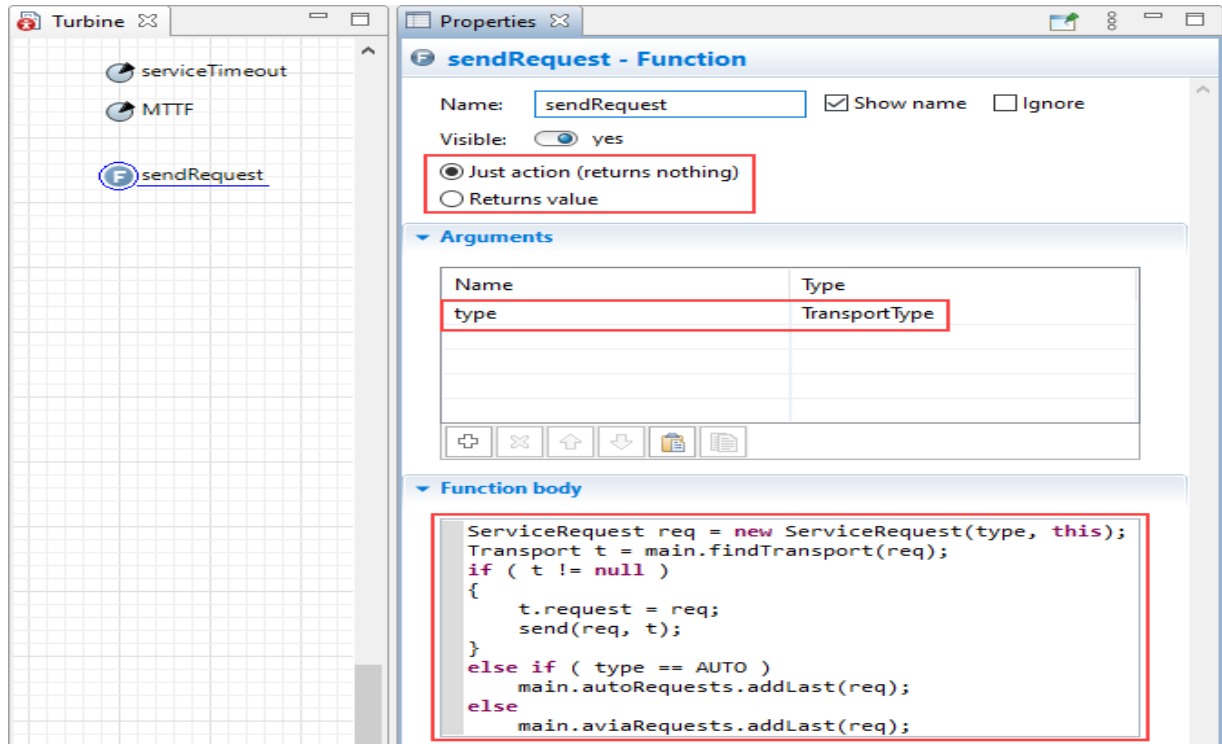 Turbine
serviceTimeout
MTTF
sendRequest
Properties
sendRequest - Function
Name: sendRequest Show name Ignore
Visible: yes
Just action (returns nothing)
Returns value
Arguments
Name Type
type TransportType
Function body
ServiceRequest req = new ServiceRequest(type, this);
Transport t = main.findTransport(req);
if ( t != null )
{
    t.request = req;
    send(req, t);
}
else if ( type == AUTO )
    main.autoRequests.addLast(req);
else
    main.aviaRequests.addLast(req);